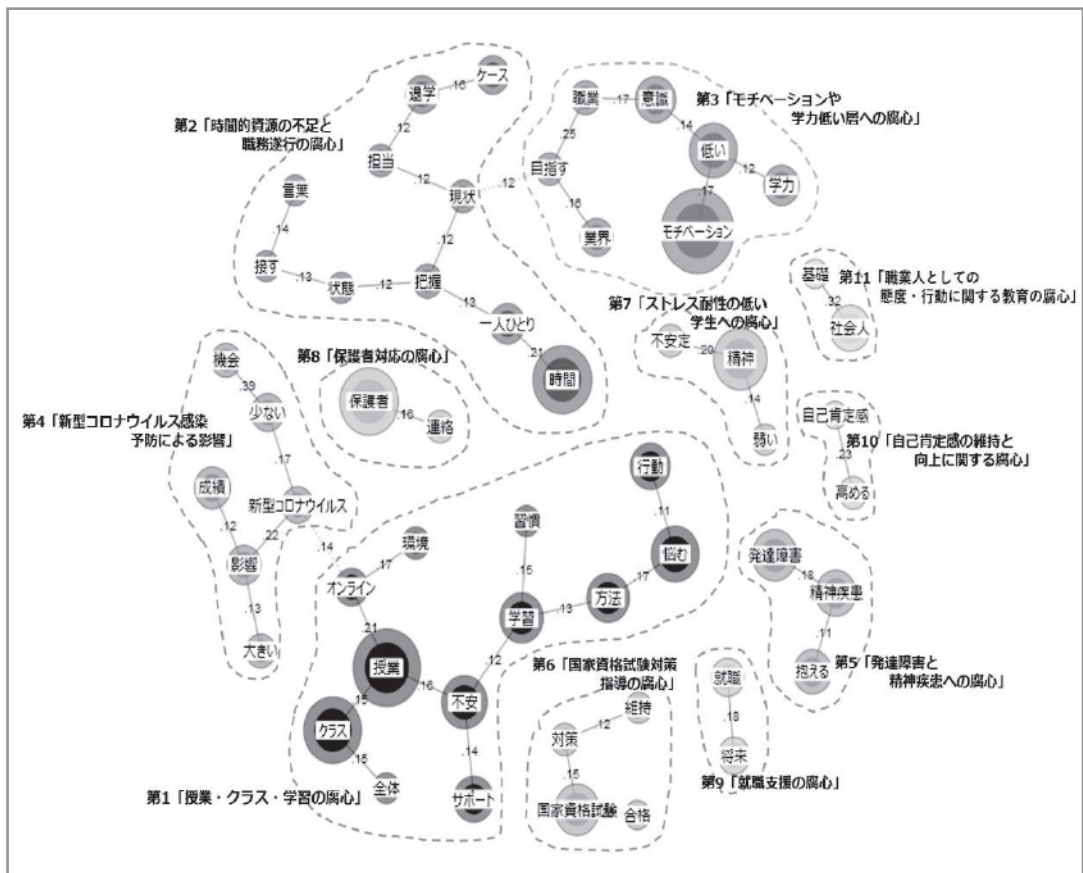 退学
.16
ケース
.12
担当
.12
現状
.12
言葉
.14
接す
.13
状態
.12
把握
.13
一人ひとり
.21
時間
第2「時間的資源の不足と
職務遂行の腐心」
.12
職業
.17
意識
.14
低い
.12
学力
.17
モチベーション
.25
目指す
.16
業界
第3「モチベーションや
学力低い層への腐心」
基礎
.32
社会人
第11「職業人としての
態度・行動に関する教育の腐心」
第7「ストレス耐性の低い
学生への腐心」
不安定
.20
精神
.14
弱い
第8「保護者対応の腐心」
保護者
.16
連絡
機会
.39
少ない
.17
新型コロナウイルス
.22
成績
.12
影響
.13
大きい
第4「新型コロナウイルス感染
予防による影響」
.14
自己肯定感
.23
高める
第10「自己肯定感の維持と
向上に関する腐心」
行動
.11
悩む
.17
方法
.13
学習
.15
習慣
.12
不安
.14
サポート
.16
授業
.21
オンライン
.17
環境
.15
クラス
.15
全体
第1「授業・クラス・学習の腐心」
発達障害
.18
精神疾患
.11
抱える
第5「発達障害と
精神疾患への腐心」
第6「国家資格試験対策
指導の腐心」
維持
.12
対策
.15
国家資格試験
合格
就職
.18
将来
第9「就職支援の腐心」